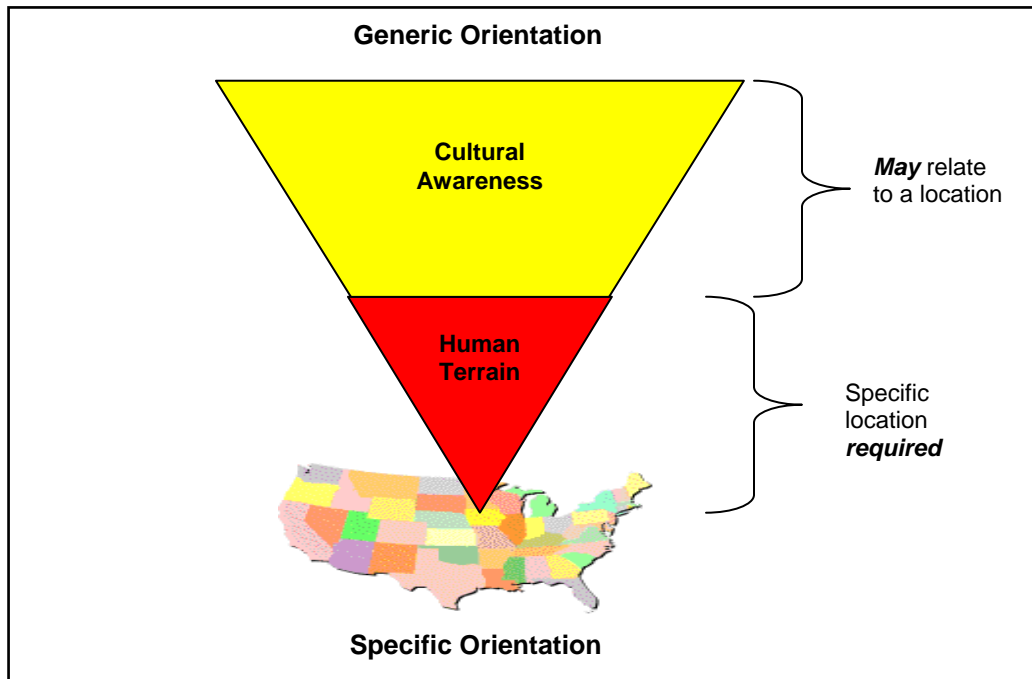 Generic Orientation
Cultural
Awareness
May relate
to a location
Human
Terrain
Specific
location
required
Specific Orientation